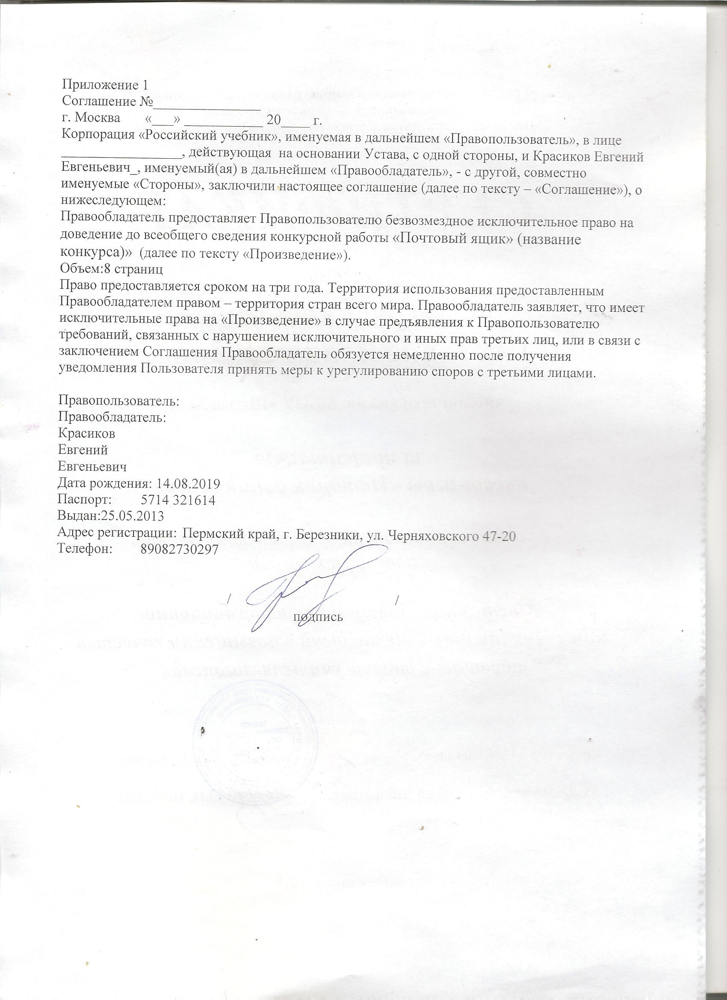 Приложение 1
Соглашение №_______________
г. Москва «___» ___________ 20____ г.
Корпорация «Российский учебник», именуемая в дальнейшем «Правопользователь», в лице
_________________, действующая на основании Устава, с одной стороны, и Красиков Евгений
Евгеньевич_, именуемый(ая) в дальнейшем «Правообладатель», - с другой, совместно
именуемые «Стороны», заключили настоящее соглашение (далее по тексту – «Соглашение»), о
нижеследующем:
Правообладатель предоставляет Правопользователю безвозмездное исключительное право на
доведение до всеобщего сведения конкурсной работы «Почтовый ящик» (название
конкурса)» (далее по тексту «Произведение»).
Объем:8 страниц
Право предоставляется сроком на три года. Территория использования предоставленным
Правообладателем правом – территория стран всего мира. Правообладатель заявляет, что имеет
исключительные права на «Произведение» в случае предъявления к Правопользователю
требований, связанных с нарушением исключительного и иных прав третьих лиц, или в связи с
заключением Соглашения Правообладатель обязуется немедленно после получения
уведомления Пользователя принять меры к урегулированию споров с третьими лицами.
Правопользователь:
Правообладатель:
Красиков
Евгений
Евгеньевич
Дата рождения: 14.08.2019
Паспорт: 5714 321614
Выдан:25.05.2013
Адрес регистрации: Пермский край, г. Березники, ул. Черняховского 47-20
Телефон: 89082730297
/ /
подпись